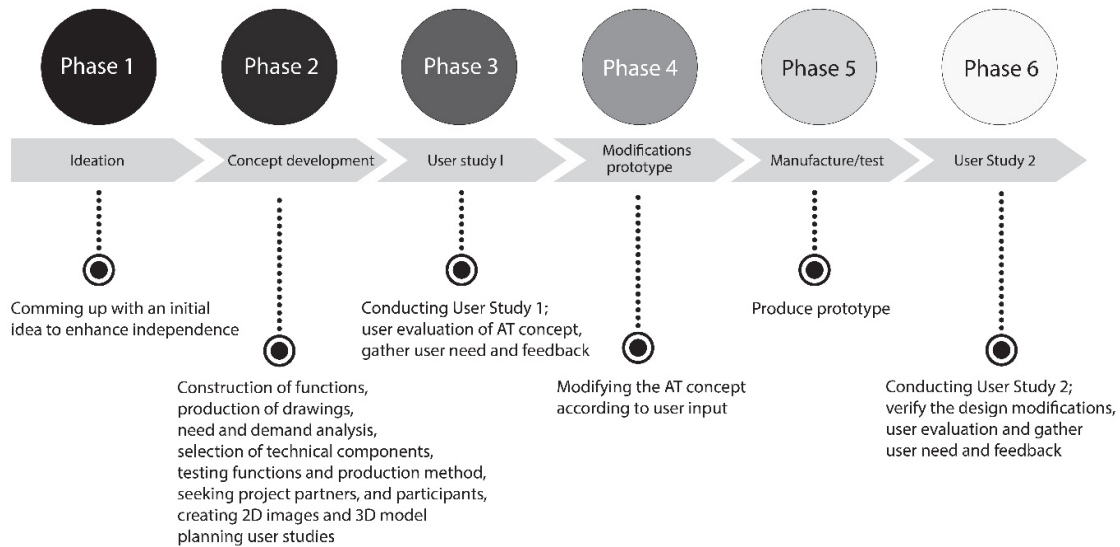 Phase 1
Phase 2
Phase 3
Phase 4
Phase 5
Phase 6
Ideation
Concept development
User study I
Modifications
prototype
Manufacture/test
User Study 2
Comming up with an initial
idea to enhance independence
Construction of functions,
production of drawings,
need and demand analysis,
selection of technical components,
testing functions and production method,
seeking project partners, and participants,
creating 2D images and 3D model
planning user studies
Conducting User Study 1;
user evaluation of AT concept,
gather user need and feedback
Modifying the AT concept
according to user input
Produce prototype
Conducting User Study 2;
verify the design modifications,
user evaluation and gather
user need and feedback